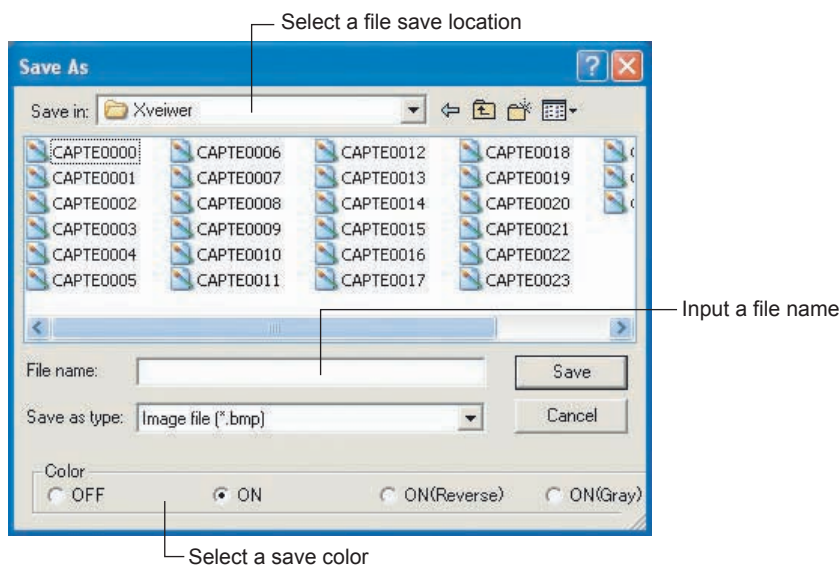 Select a file save location
Save As
Save in: Xveiwer
CAPTE0000 CAPTE0006 CAPTE0012 CAPTE0018
CAPTE0001 CAPTE0007 CAPTE0013 CAPTE0019
CAPTE0002 CAPTE0008 CAPTE0014 CAPTE0020
CAPTE0003 CAPTE0009 CAPTE0015 CAPTE0021
CAPTE0004 CAPTE0010 CAPTE0016 CAPTE0022
CAPTE0005 CAPTE0011 CAPTE0017 CAPTE0023
Input a file name
File name: Save
Save as type: Image file (*.bmp) Cancel
Color
OFF ON ON(Reverse) ON(Gray)
Select a save color